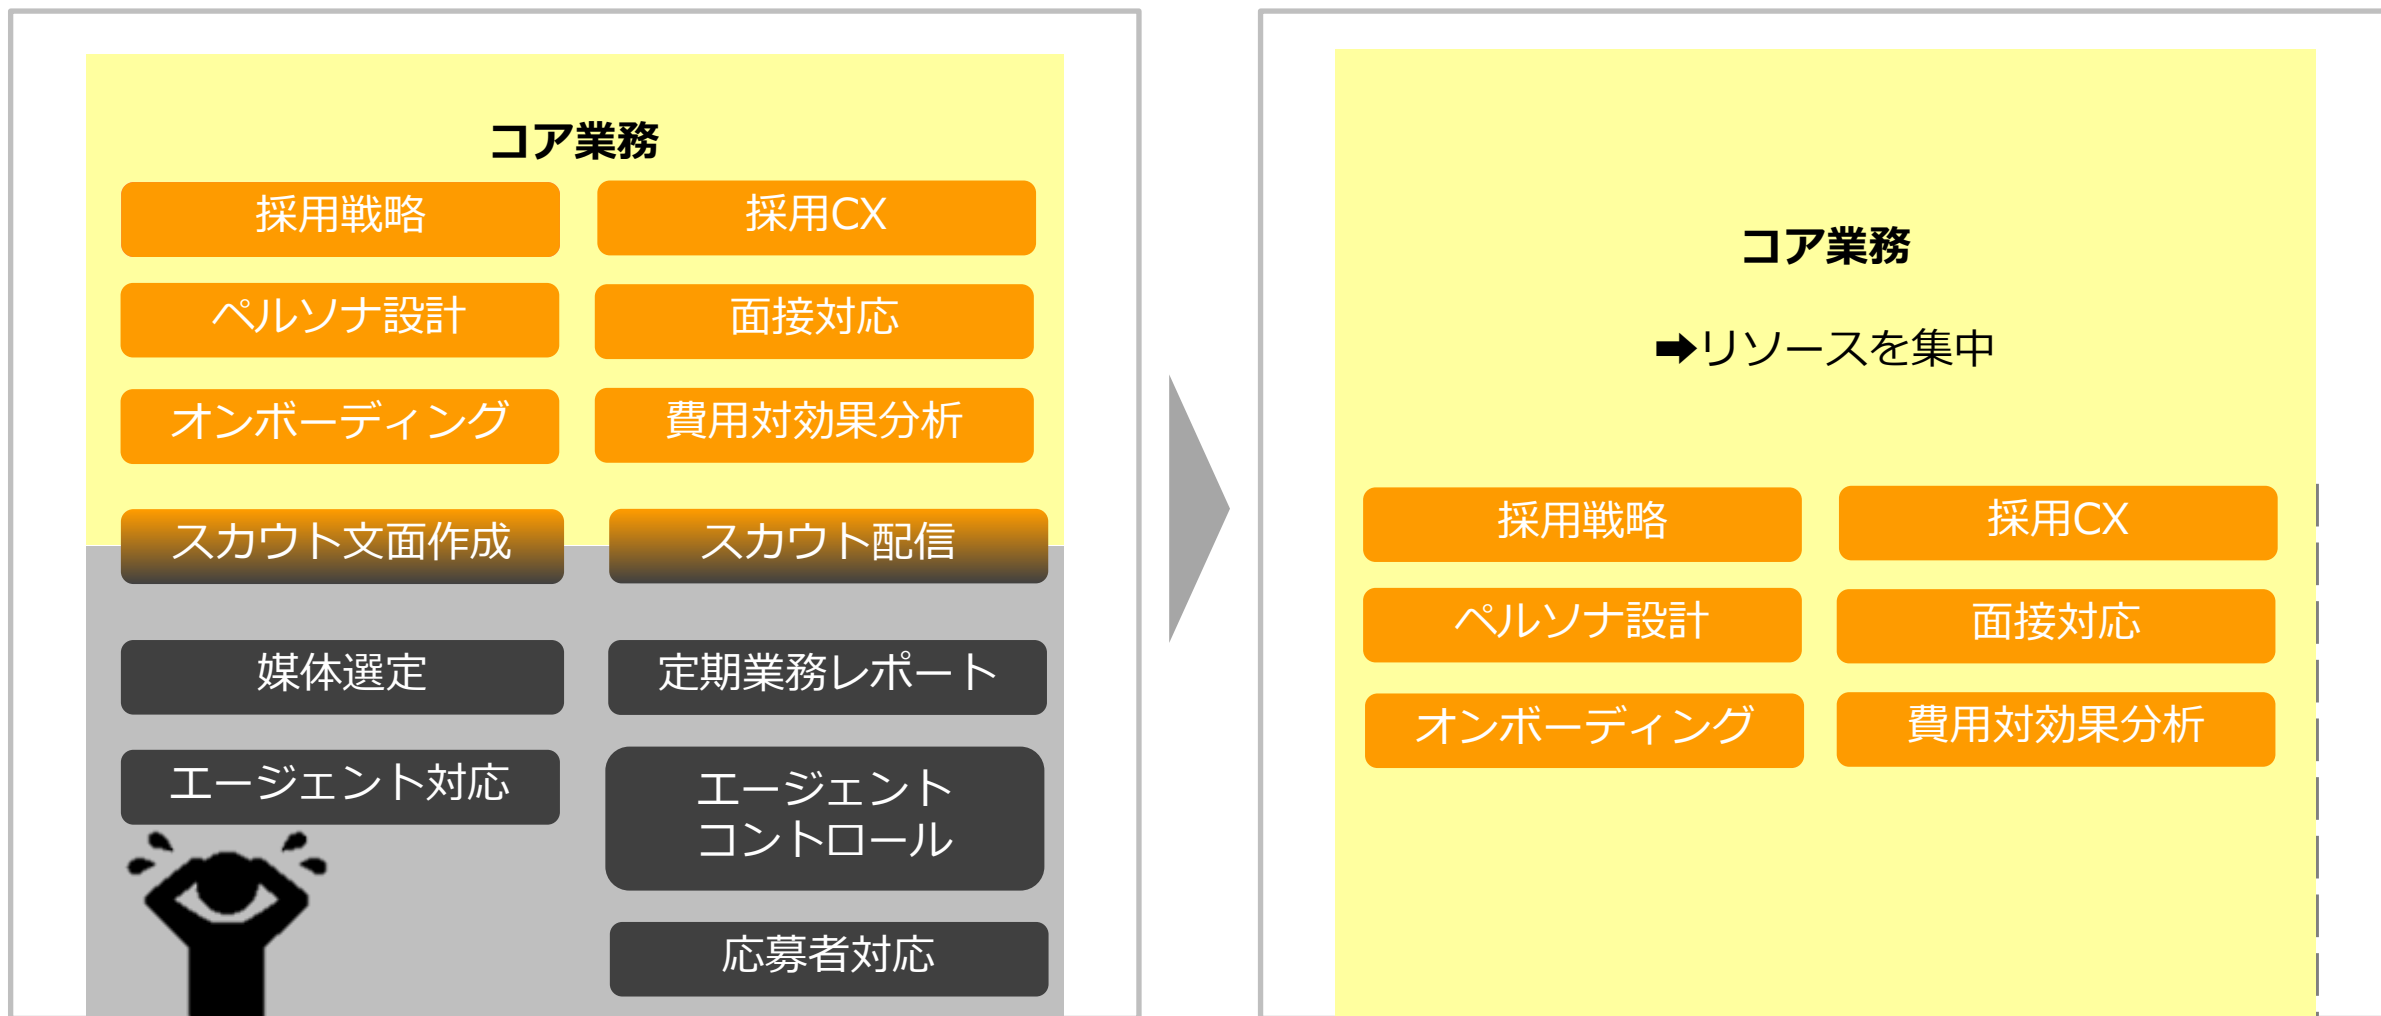 コア業務
採用戦略
採用CX
ペルソナ設計
面接対応
オンボーディング
費用対効果分析
スカウト文面作成
スカウト配信
媒体選定
定期業務レポート
エージェント対応
エージェント
コントロール
応募者対応
コア業務
➡リソースを集中
採用戦略
採用CX
ペルソナ設計
面接対応
オンボーディング
費用対効果分析